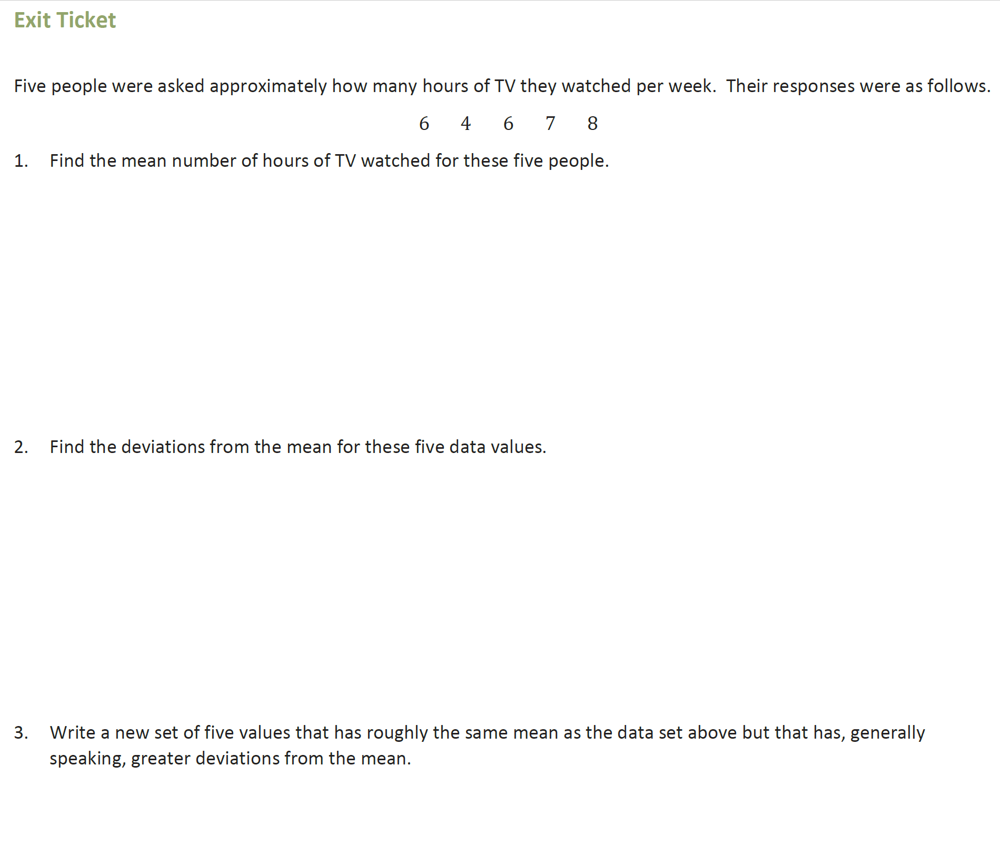 Exit Ticket
Five people were asked approximately how many hours of TV they watched per week. Their responses were as follows.
6 4 6 7 8
1. Find the mean number of hours of TV watched for these five people.
2. Find the deviations from the mean for these five data values.
3. Write a new set of five values that has roughly the same mean as the data set above but that has, generally
speaking, greater deviations from the mean.